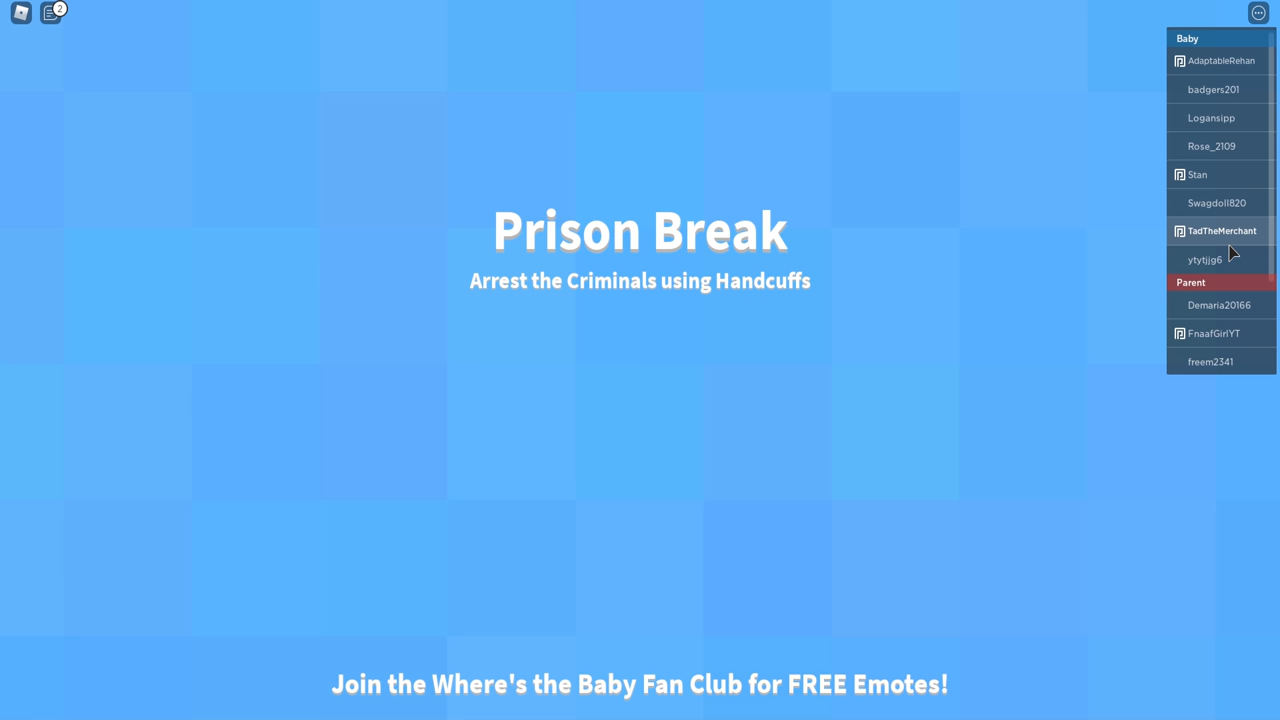 2
Baby
AdaptableRehan
badgers201
Logansipp
Rose_2109
Stan
Swagdoll820
TadTheMerchant
ytytjjg6
Parent
Demaria20166
FnaafGirlYT
freem2341
Prison Break
Arrest the Criminals using Handcuffs
Join the Where's the Baby Fan Club for FREE Emotes!